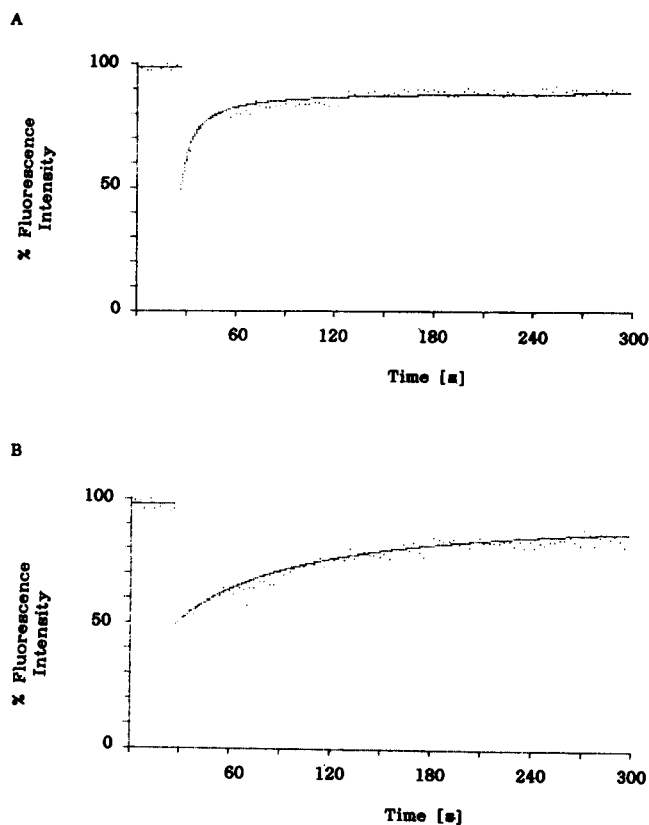 A
100
50
0
% Fluorescence
Intensity
60 120 180 240 300
Time [s]
B
100
50
0
% Fluorescence
Intensity
60 120 180 240 300
Time [s]